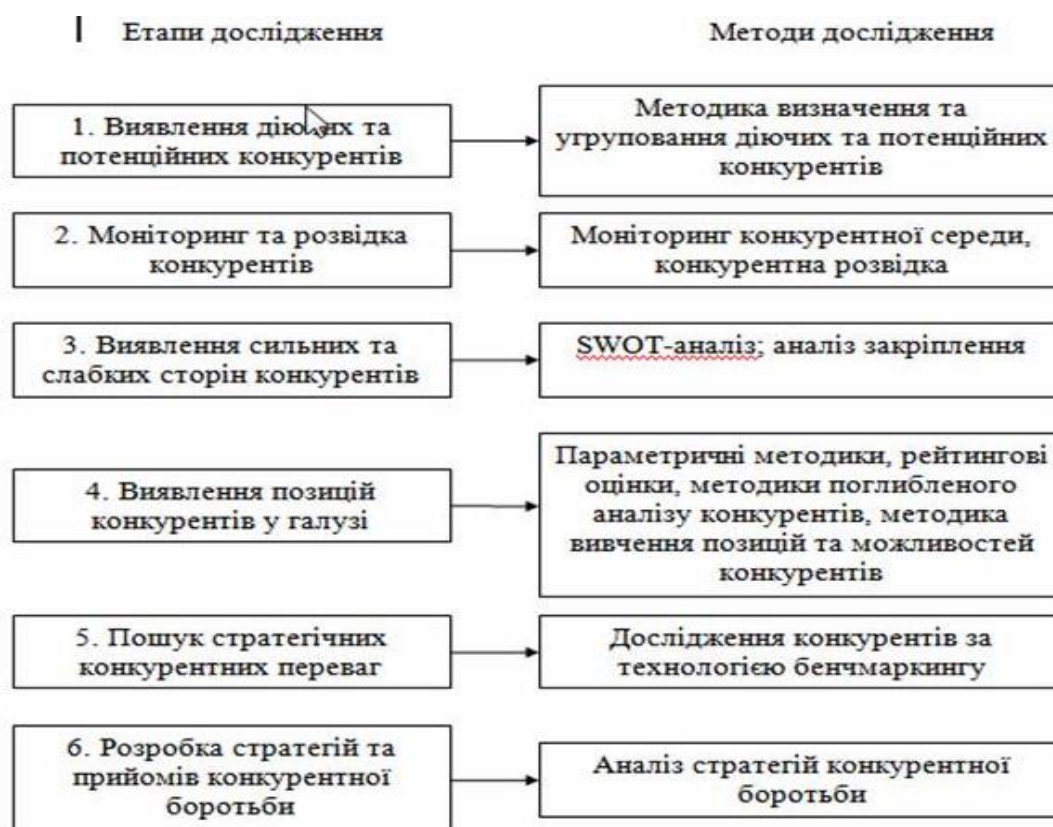 Етапи дослідження
Методи дослідження
1. Виявлення діючих та
потенційних конкурентів
Методика визначення та
угруповання діючих та потенційних
конкурентів
2. Моніторинг та розвідка
конкурентів
Моніторинг конкурентної середи,
конкурентна розвідка
3. Виявлення сильних та
слабких сторін конкурентів
SWOT-аналіз; аналіз закріплення
4. Виявлення позицій
конкурентів у галузі
Параметричні методики, рейтингові
оцінки, методики поглибленого
аналізу конкурентів, методика
вивчення позицій та можливостей
конкурентів
5. Пошук стратегічних
конкурентних переваг
Дослідження конкурентів за
технологією бенчмаркингу
6. Розробка стратегій та
прийомів конкурентної
боротьби
Аналіз стратегій конкурентної
боротьби